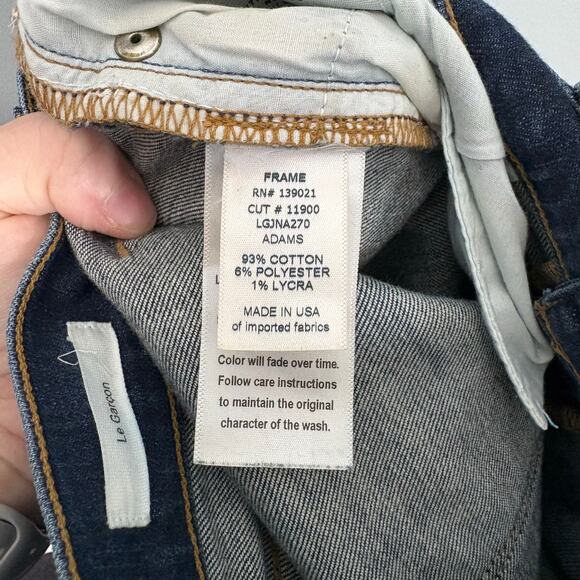 FRAME
RN# 139021
CUT # 11900
LGJNA270
ADAMS
93% COTTON
6% POLYESTER
1% LYCRA
MADE IN USA
of imported fabrics
Color will fade over time.
Follow care instructions
to maintain the original
character of the wash.
Le Garçon